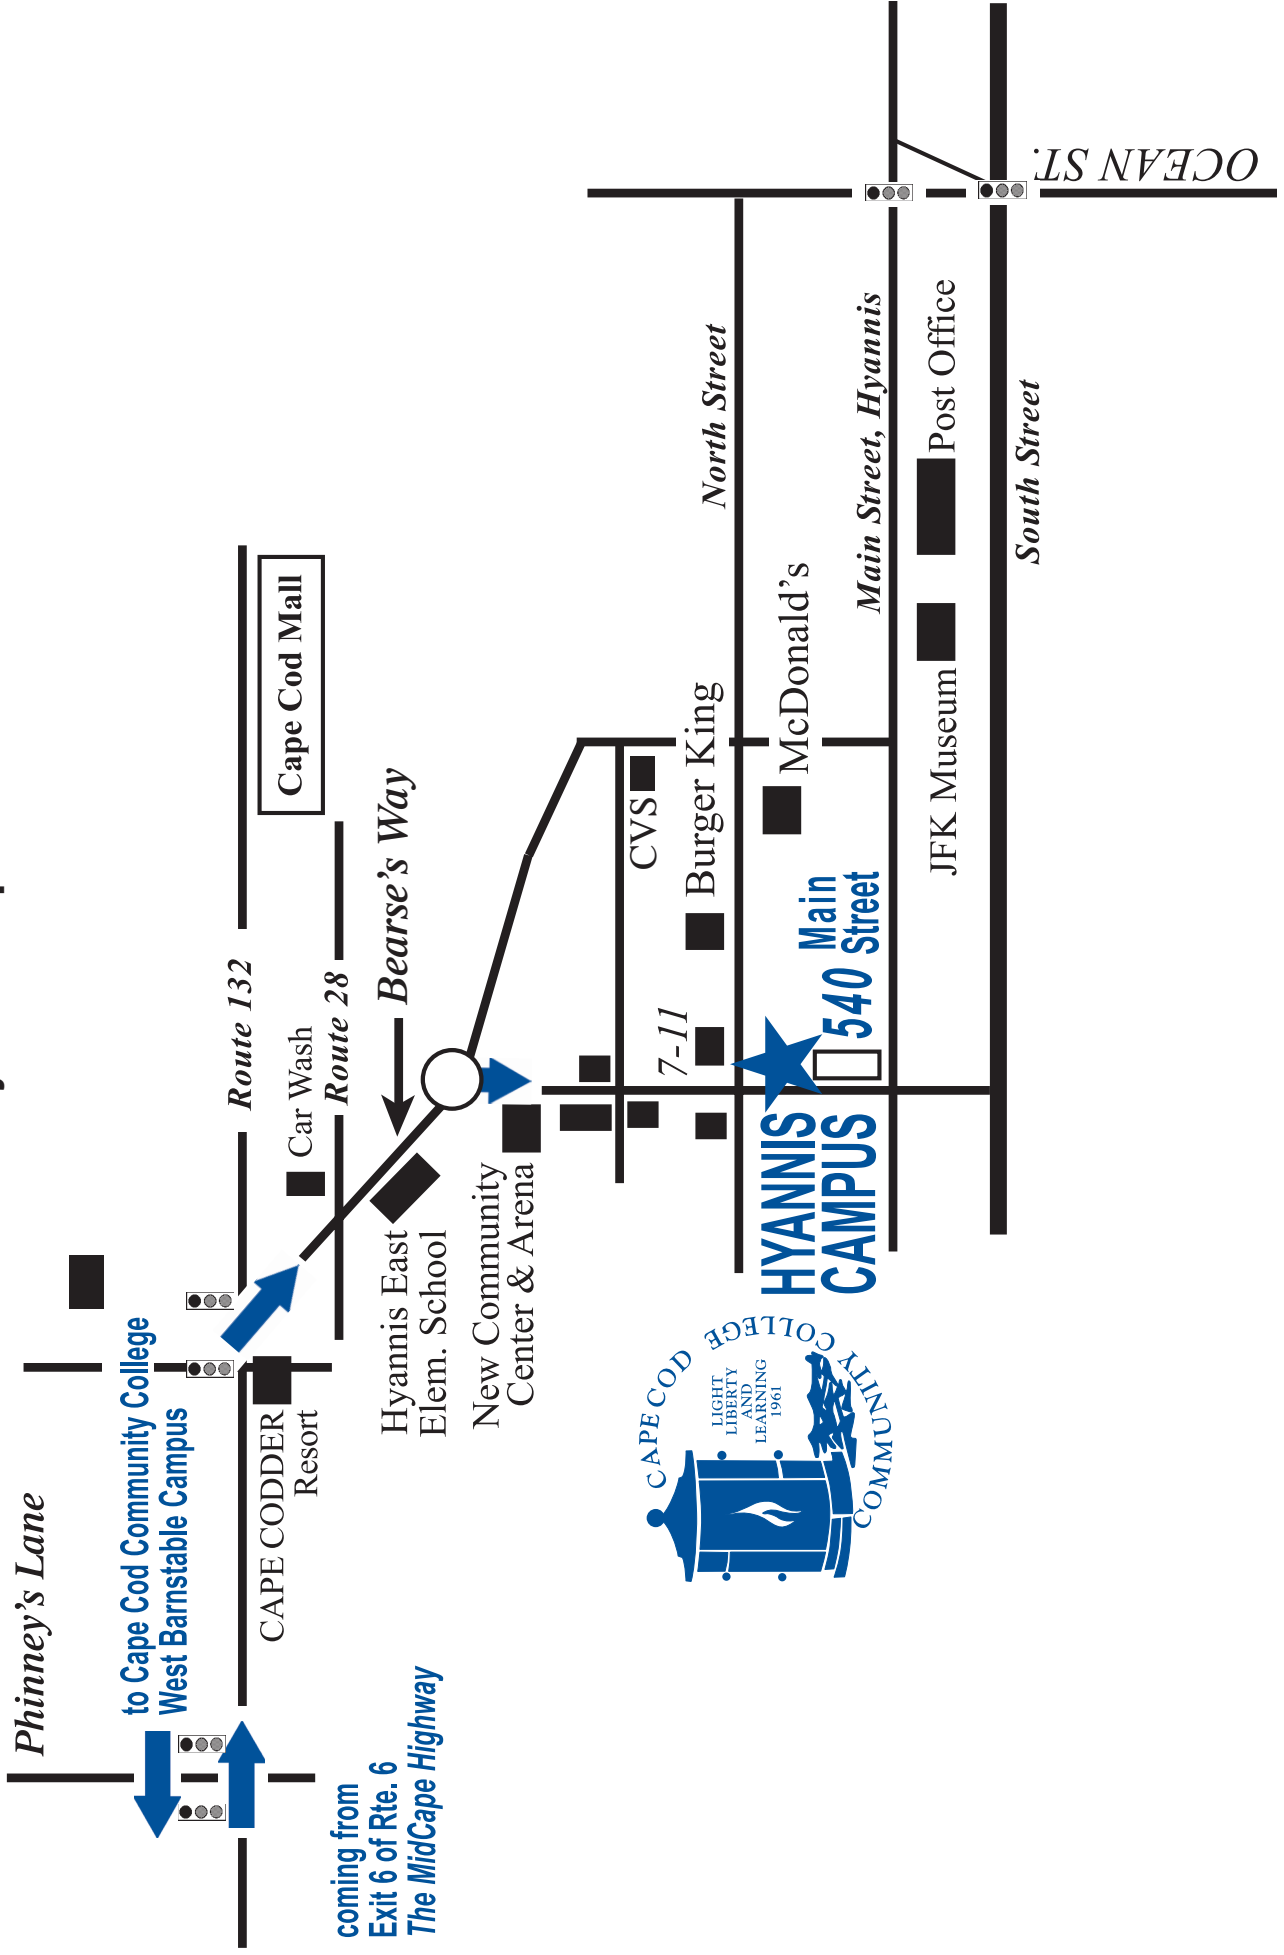 Phinney's Lane
to Cape Cod Community College
West Barnstable Campus
coming from
Exit 6 of Rte. 6
The MidCape Highway
CAPE CODDER
Resort
Route 132
Cape Cod Mall
Car Wash
Route 28
Bearse's Way
Hyannis East
Elem. School
New Community
Center & Arena
CVS
7-11
Burger King
North Street
McDonald's
HYANNIS
CAMPUS
540 Main
Street
Main Street, Hyannis
JFK Museum
Post Office
South Street
OCEAN ST.
CAPE COD COMMUNITY COLLEGE
LIGHT
LIBERTY
AND
LEARNING
1961